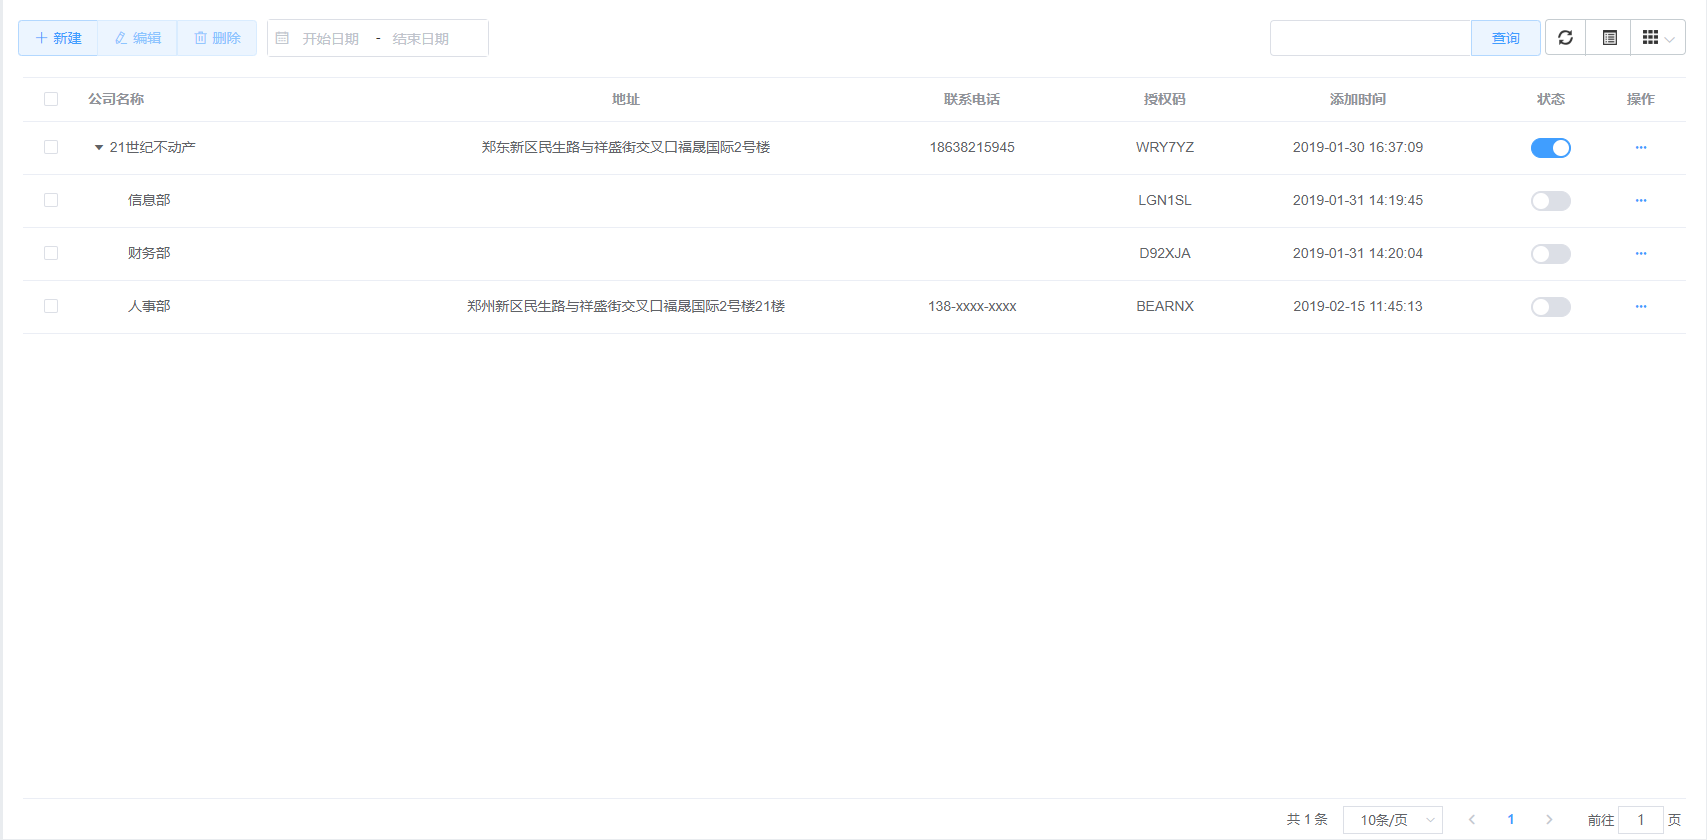 新建 编辑 删除 开始日期 - 结束日期 查询
公司名称 地址 联系电话 授权码 添加时间 状态 操作
21世纪不动产 郑东新区民生路与祥盛街交叉口福晟国际2号楼 18638215945 WRY7YZ 2019-01-30 16:37:09
信息部 LGN1SL 2019-01-31 14:19:45
财务部 D92XJA 2019-01-31 14:20:04
人事部 郑州新区民生路与祥盛街交叉口福晟国际2号楼21楼 138-xxxx-xxxx BEARNX 2019-02-15 11:45:13
共 1 条 10条/页 1 前往 1 页